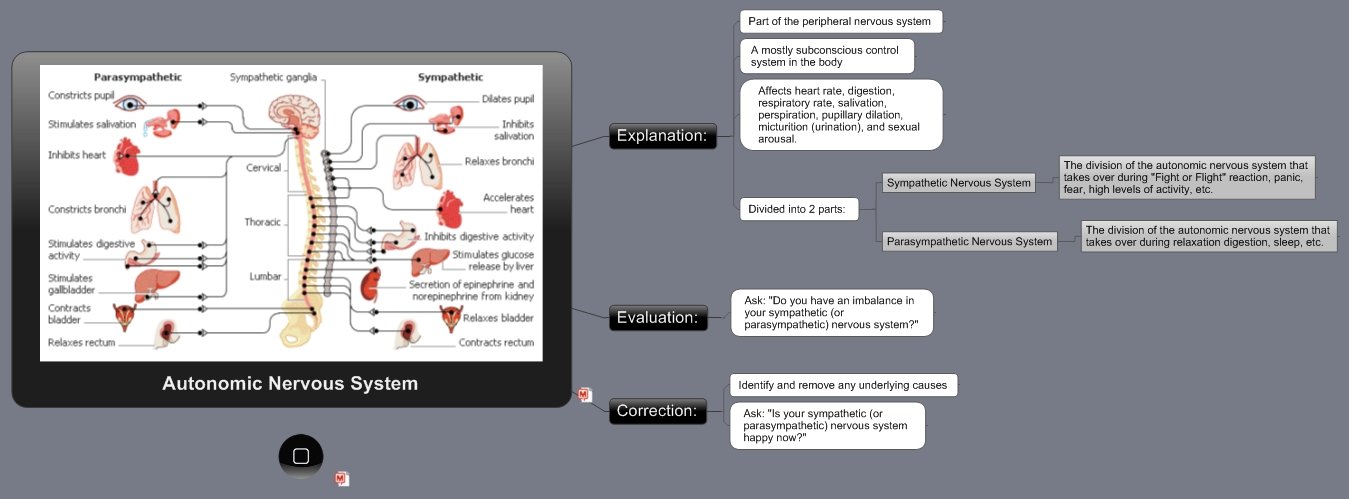 Parasympathetic
Sympathetic ganglia
Sympathetic
Constricts pupil
Stimulates salivation
Inhibits heart
Constricts bronchi
Stimulates digestive
activity
Stimulates
gallbladder
Contracts
bladder
Relaxes rectum
Cervical
Thoracic
Lumbar
Dilates pupil
Inhibits
salivation
Relaxes bronchi
Accelerates
heart
Inhibits digestive activity
Stimulates glucose
release by liver
Secretion of epinephrine and
norepinephrine from kidney
Relaxes bladder
Contracts rectum
Autonomic Nervous System
Explanation:
Part of the peripheral nervous system
A mostly subconscious control
system in the body
Affects heart rate, digestion,
respiratory rate, salivation,
perspiration, pupillary dilation,
micturition (urination), and sexual
arousal.
Divided into 2 parts:
Sympathetic Nervous System
The division of the autonomic nervous system that
takes over during "Fight or Flight" reaction, panic,
fear, high levels of activity, etc.
Parasympathetic Nervous System
The division of the autonomic nervous system that
takes over during relaxation digestion, sleep, etc.
Evaluation:
Ask: "Do you have an imbalance in
your sympathetic (or
parasympathetic) nervous system?"
Correction:
Identify and remove any underlying causes
Ask: "Is your sympathetic (or
parasympathetic) nervous system
happy now?"
M
M